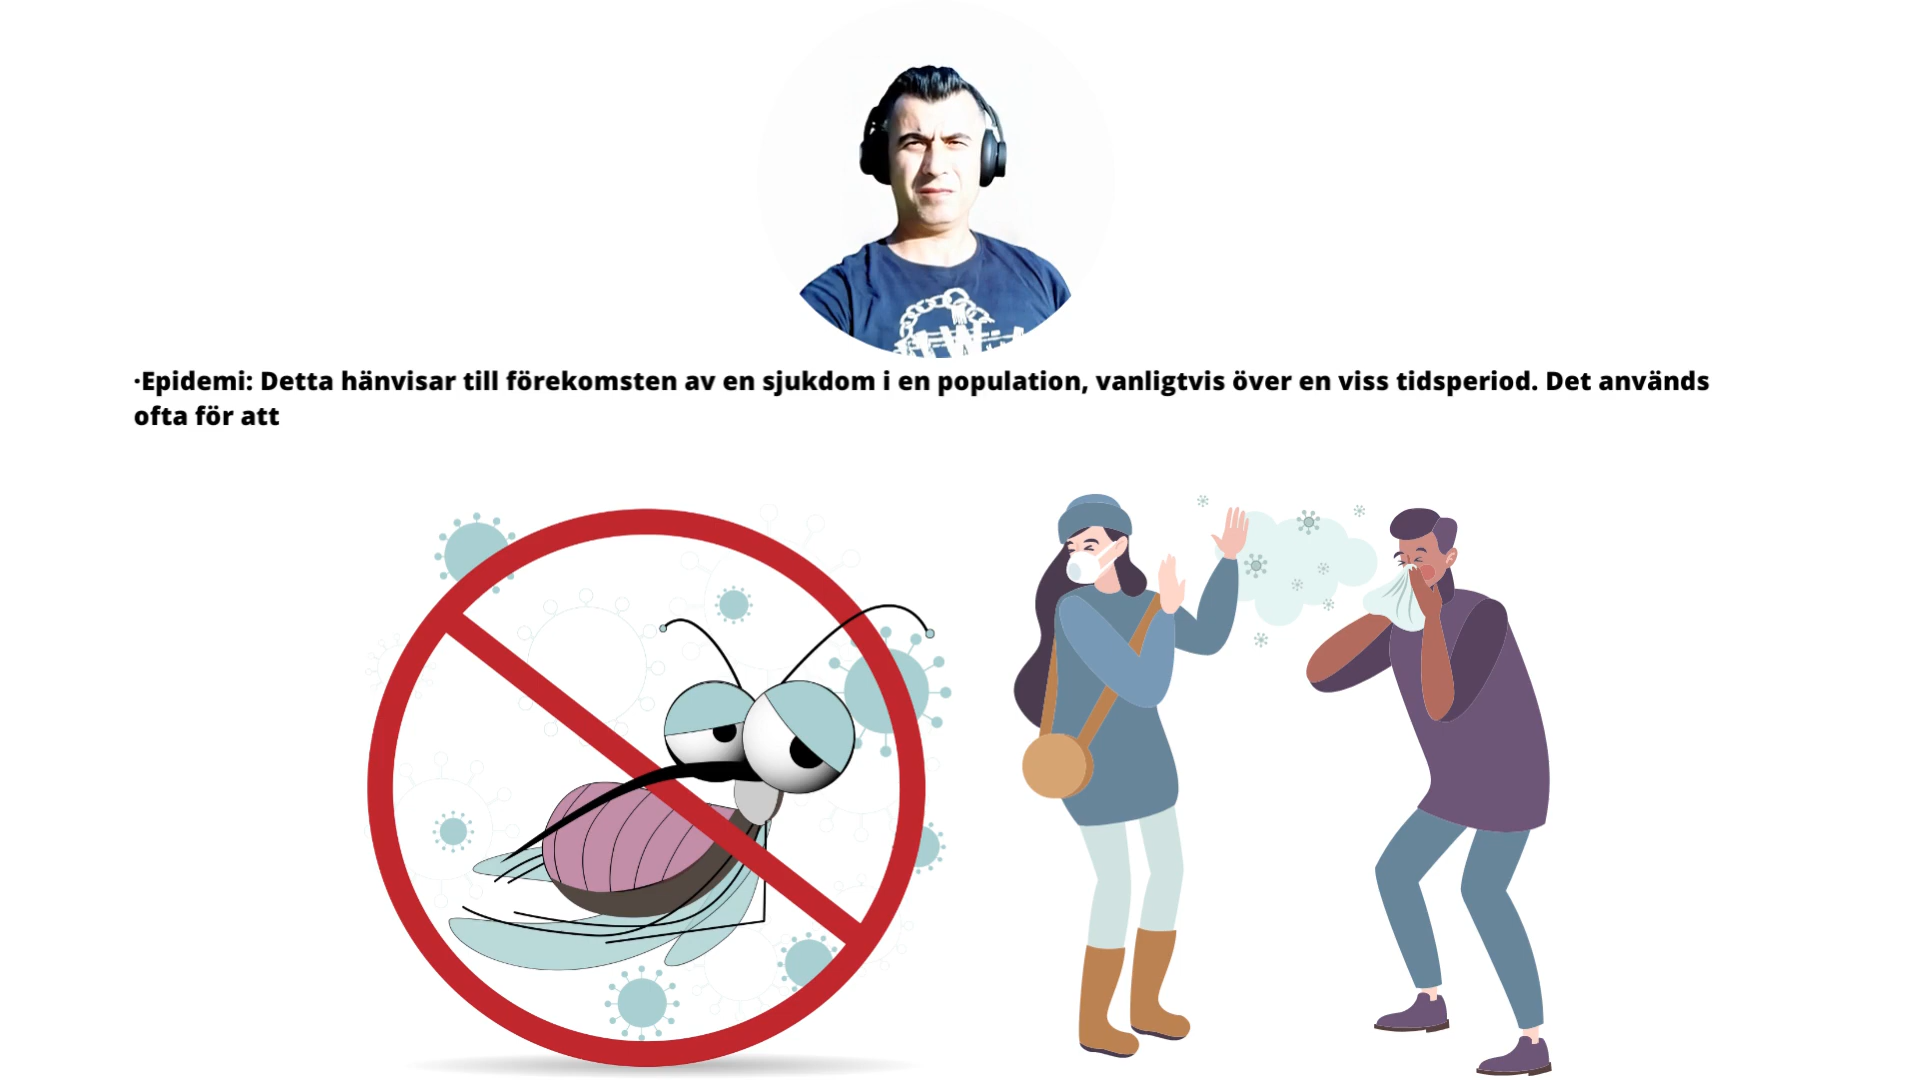 ·Epidemi: Detta hänvisar till förekomsten av en sjukdom i en population, vanligtvis över en viss tidsperiod. Det används
ofta för att